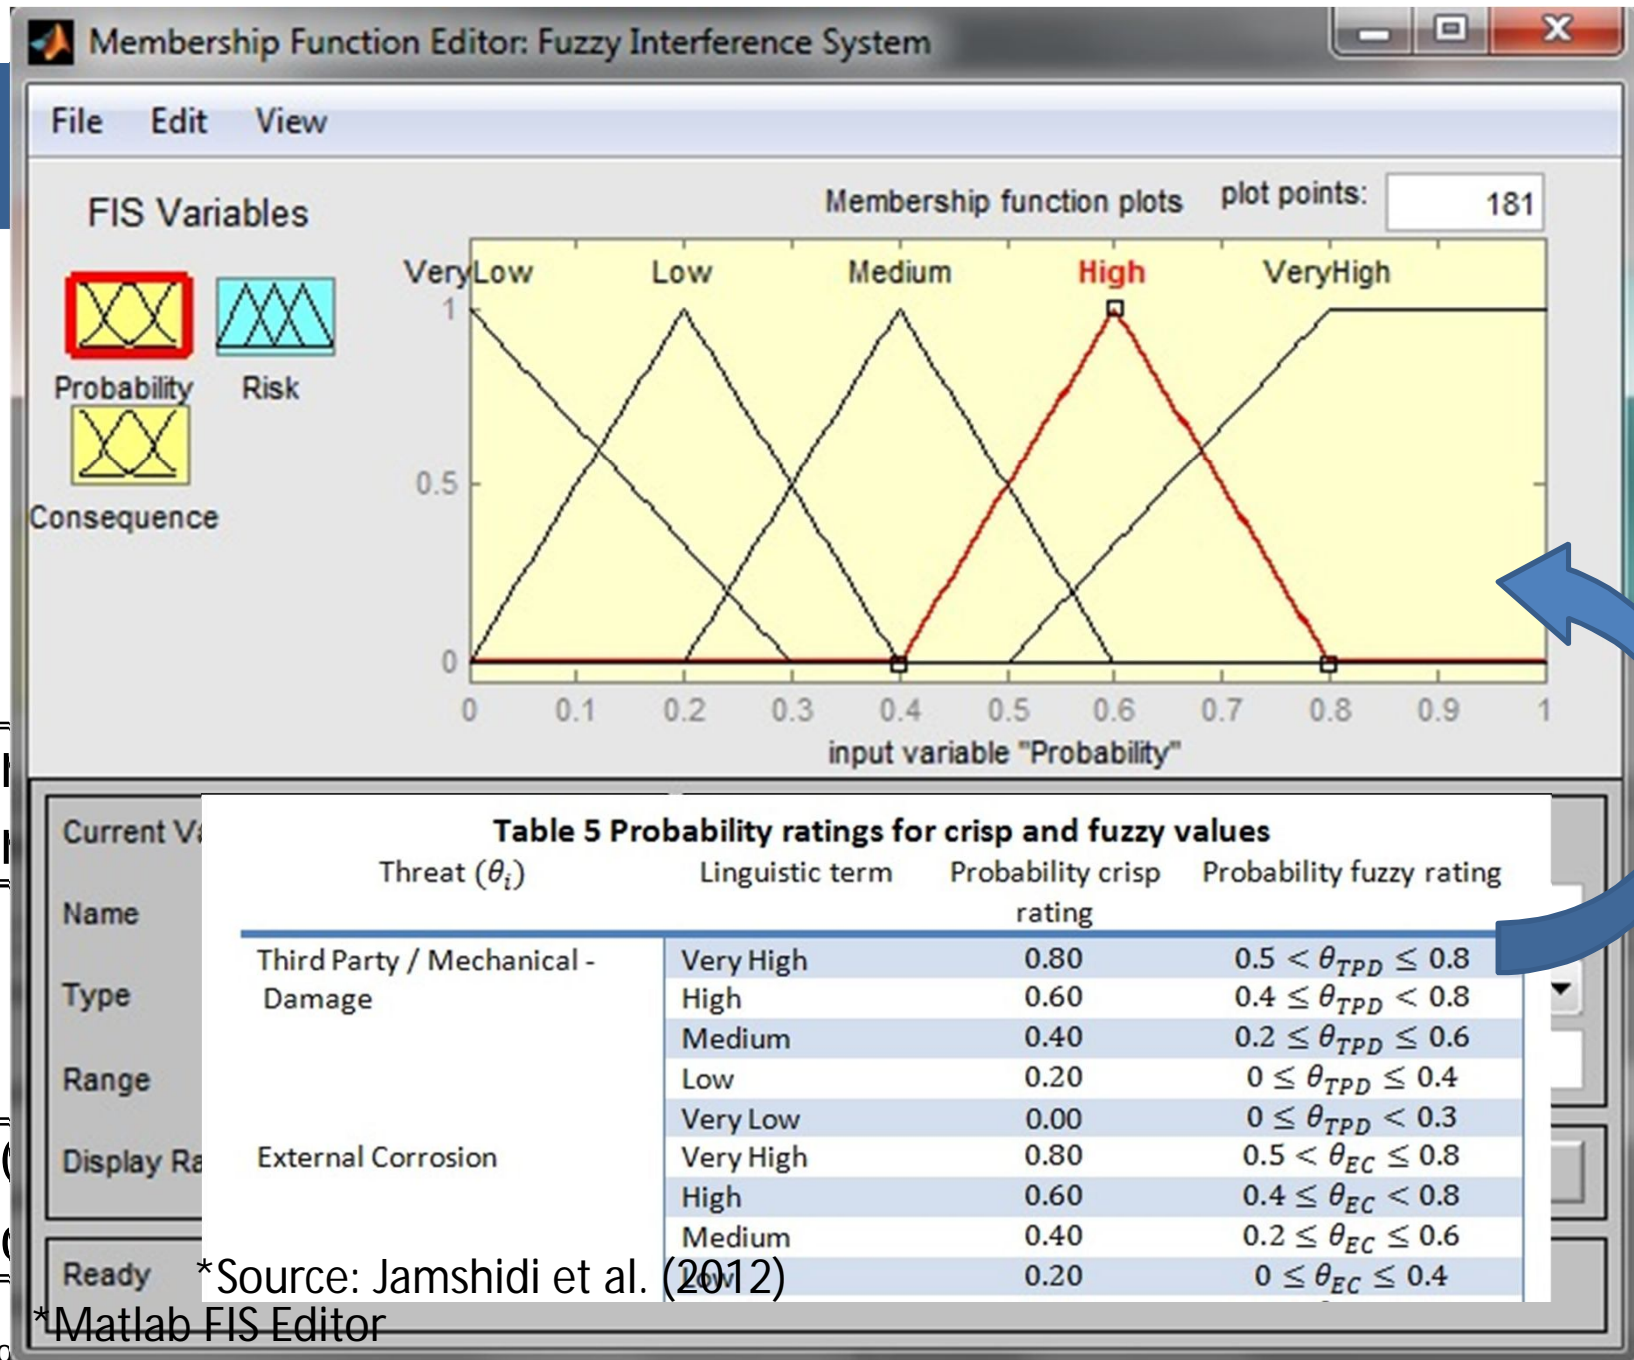 Membership Function Editor: Fuzzy Interference System
File Edit View
FIS Variables
Membership function plots plot points: 181
VeryLow Low Medium High VeryHigh
Probability Risk
Consequence
1
0.5
0
0 0.1 0.2 0.3 0.4 0.5 0.6 0.7 0.8 0.9 1
input variable "Probability"
Current Va
Name
Type
Range
Display Ra
Ready
Table 5 Probability ratings for crisp and fuzzy values
Threat (θ_i) Linguistic term Probability crisp rating Probability fuzzy rating
Third Party / Mechanical - Very High 0.80 0.5 < θ_TPD ≤ 0.8
Damage High 0.60 0.4 ≤ θ_TPD < 0.8
Medium 0.40 0.2 ≤ θ_TPD ≤ 0.6
Low 0.20 0 ≤ θ_TPD ≤ 0.4
Very Low 0.00 0 ≤ θ_TPD < 0.3
External Corrosion Very High 0.80 0.5 < θ_EC ≤ 0.8
High 0.60 0.4 ≤ θ_EC < 0.8
Medium 0.40 0.2 ≤ θ_EC ≤ 0.6
Low 0.20 0 ≤ θ_EC ≤ 0.4
*Source: Jamshidi et al. (2012)
*Matlab FIS Editor